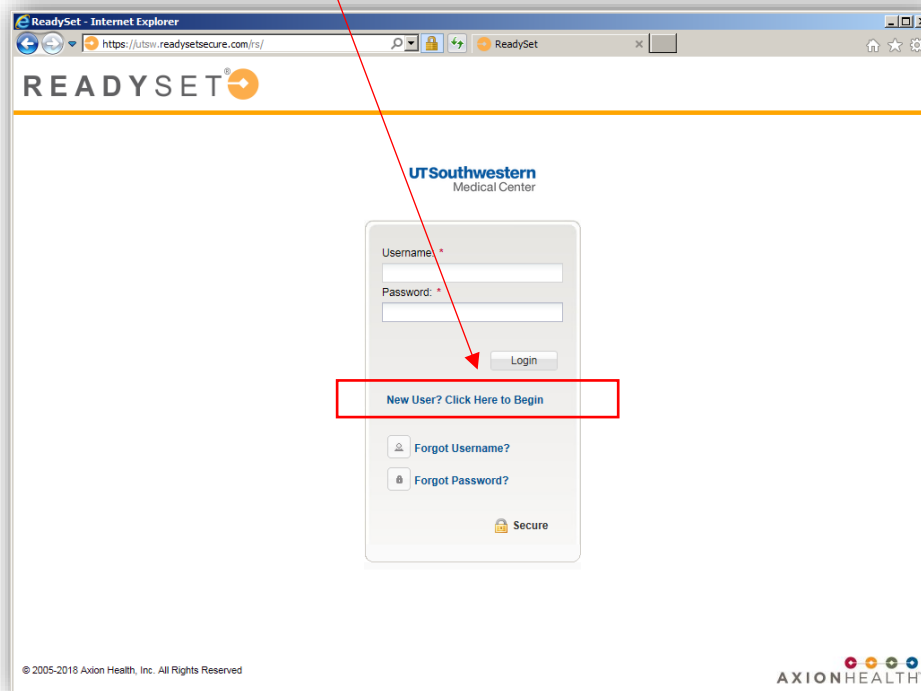 ReadySet - Internet Explorer
https://utsw.readysetsecure.com/rs/
ReadySet
READYSET®
UTSouthwestern
Medical Center
Username: *
Password: *
Login
New User? Click Here to Begin
Forgot Username?
Forgot Password?
Secure
© 2005-2018 Axion Health, Inc. All Rights Reserved
AXIONHEALTH